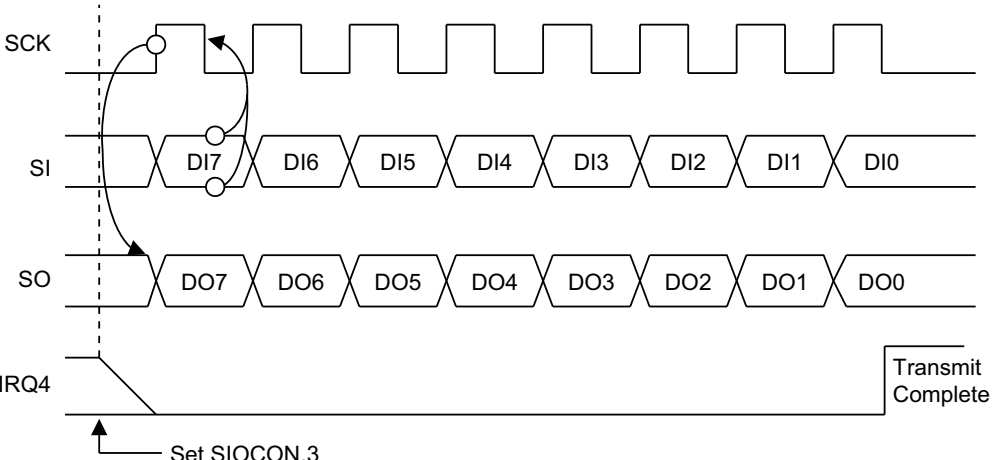 SCK
SI
DI7 DI6 DI5 DI4 DI3 DI2 DI1 DI0
SO
DO7 DO6 DO5 DO4 DO3 DO2 DO1 DO0
IRQ4
Transmit
Complete
Set SIOCON.3